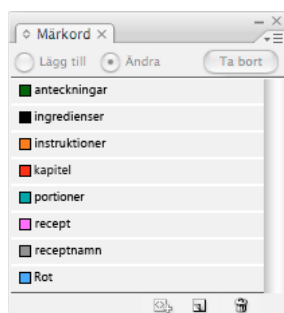 Märkord
Lägg till Ändra Ta bort
anteckningar
ingredienser
instruktioner
kapitel
portioner
recept
receptnamn
Rot